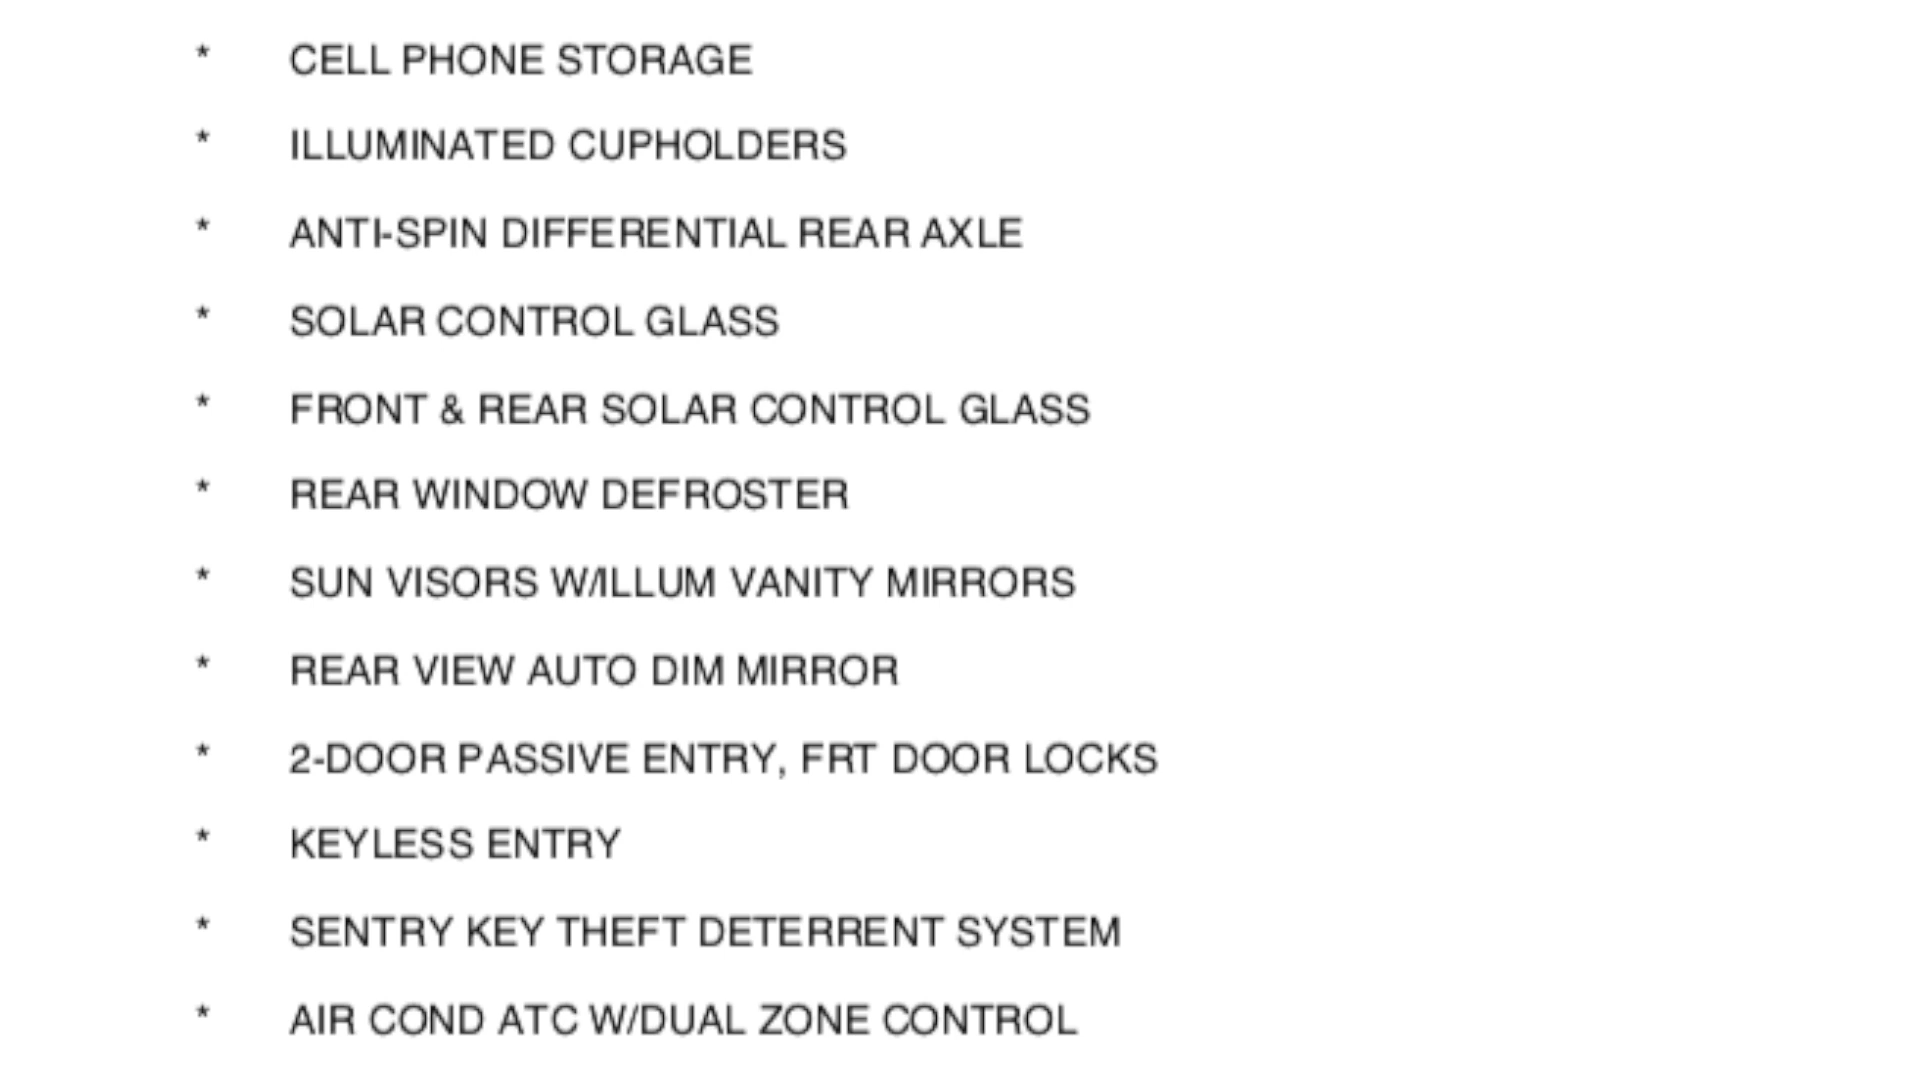 * CELL PHONE STORAGE
* ILLUMINATED CUPHOLDERS
* ANTI-SPIN DIFFERENTIAL REAR AXLE
* SOLAR CONTROL GLASS
* FRONT & REAR SOLAR CONTROL GLASS
* REAR WINDOW DEFROSTER
* SUN VISORS W/ILLUM VANITY MIRRORS
* REAR VIEW AUTO DIM MIRROR
* 2-DOOR PASSIVE ENTRY, FRT DOOR LOCKS
* KEYLESS ENTRY
* SENTRY KEY THEFT DETERRENT SYSTEM
* AIR COND ATC W/DUAL ZONE CONTROL